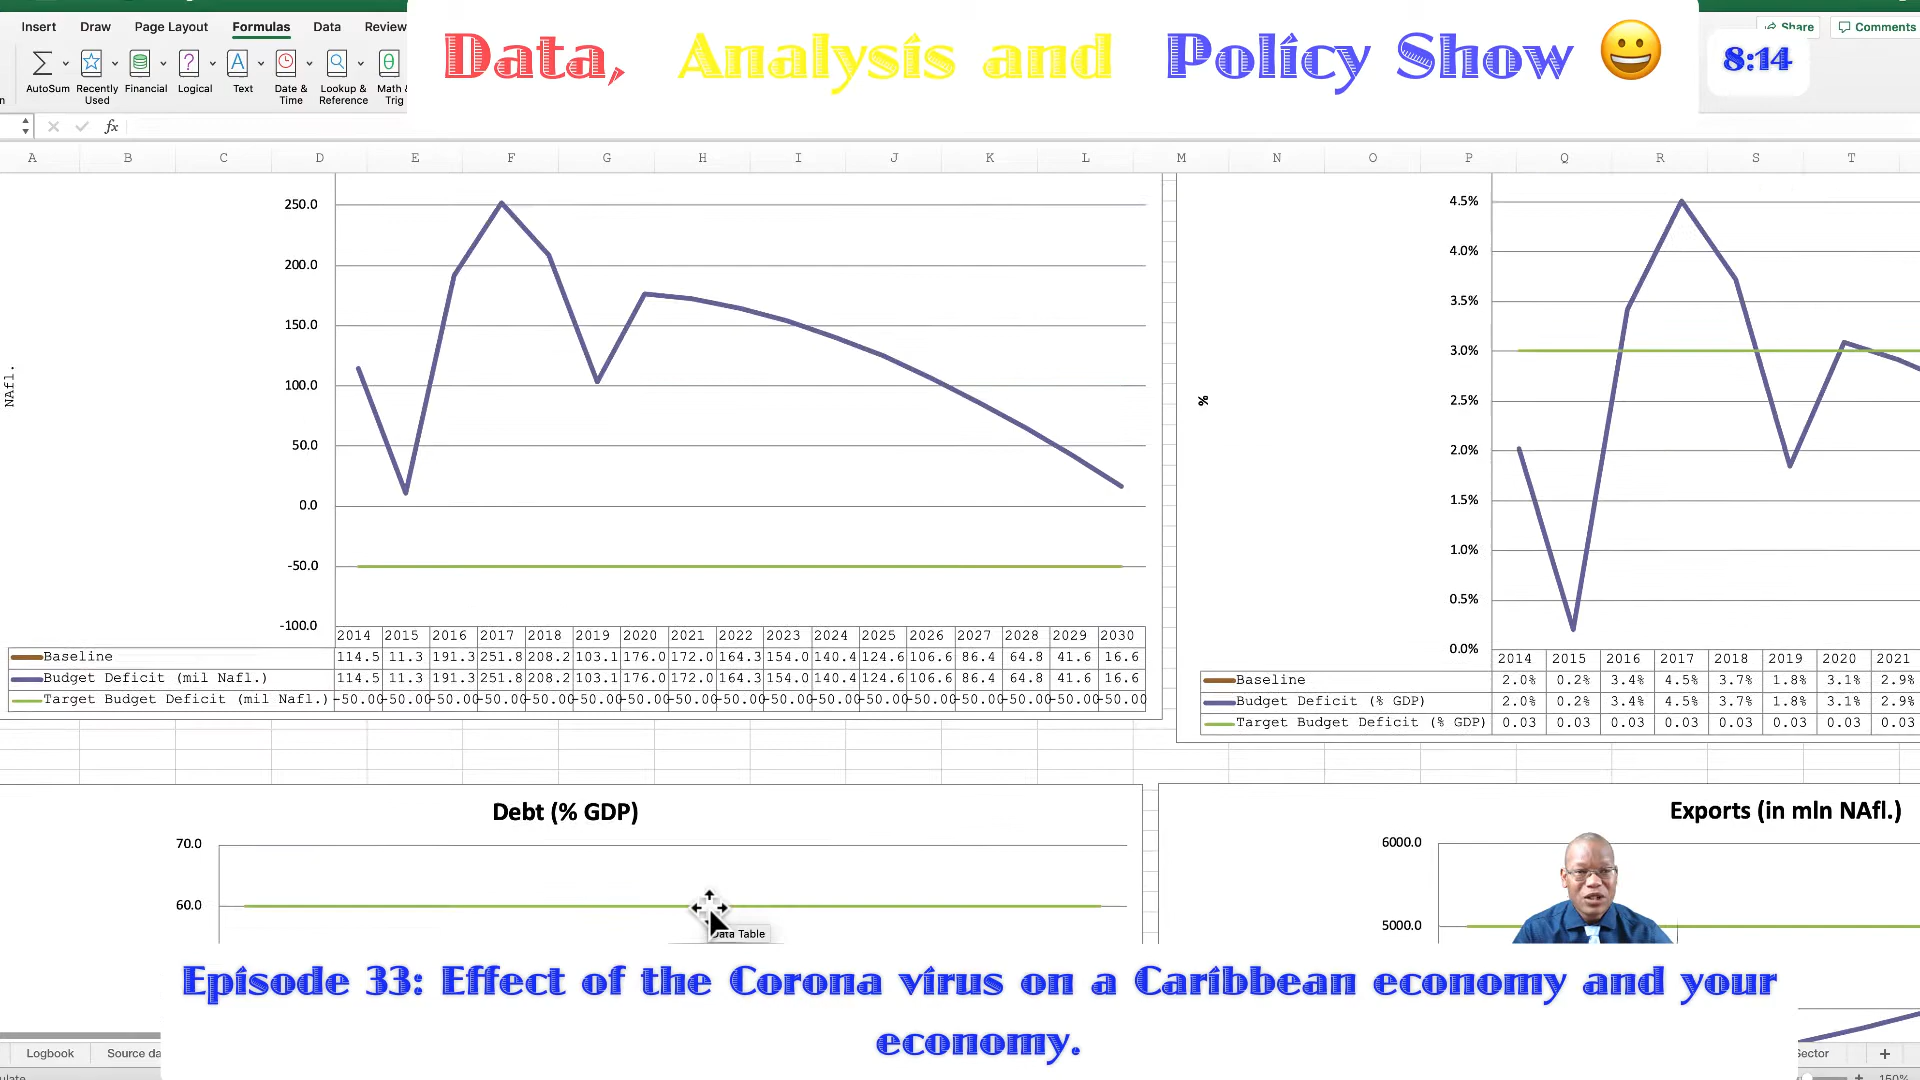 Insert Draw Page Layout Formulas Data Review
Data, Analysis and Policy Show 😀
Share Comments
8:14
AutoSum Recently Used Financial Logical Text Date & Time Lookup & Reference Math & Trig
fx
A B C D E F G H I J K L M N O P Q R S T
NAfl.
250.0
200.0
150.0
100.0
50.0
0.0
-50.0
-100.0
2014 2015 2016 2017 2018 2019 2020 2021 2022 2023 2024 2025 2026 2027 2028 2029 2030
Baseline 114.5 11.3 191.3 251.8 208.2 103.1 176.0 172.0 164.3 154.0 140.4 124.6 106.6 86.4 64.8 41.6 16.6
Budget Deficit (mil Nafl.) 114.5 11.3 191.3 251.8 208.2 103.1 176.0 172.0 164.3 154.0 140.4 124.6 106.6 86.4 64.8 41.6 16.6
Target Budget Deficit (mil Nafl.) -50.00 -50.00 -50.00 -50.00 -50.00 -50.00 -50.00 -50.00 -50.00 -50.00 -50.00 -50.00 -50.00 -50.00 -50.00 -50.00 -50.00
%
4.5%
4.0%
3.5%
3.0%
2.5%
2.0%
1.5%
1.0%
0.5%
0.0%
2014 2015 2016 2017 2018 2019 2020 2021
Baseline 2.0% 0.2% 3.4% 4.5% 3.7% 1.8% 3.1% 2.9%
Budget Deficit (% GDP) 2.0% 0.2% 3.4% 4.5% 3.7% 1.8% 3.1% 2.9%
Target Budget Deficit (% GDP) 0.03 0.03 0.03 0.03 0.03 0.03 0.03 0.03
Debt (% GDP)
70.0
60.0
Data Table
Exports (in mln NAfl.)
6000.0
5000.0
Episode 33: Effect of the Corona virus on a Caribbean economy and your
economy.
Logbook Source da
Sector +
150%